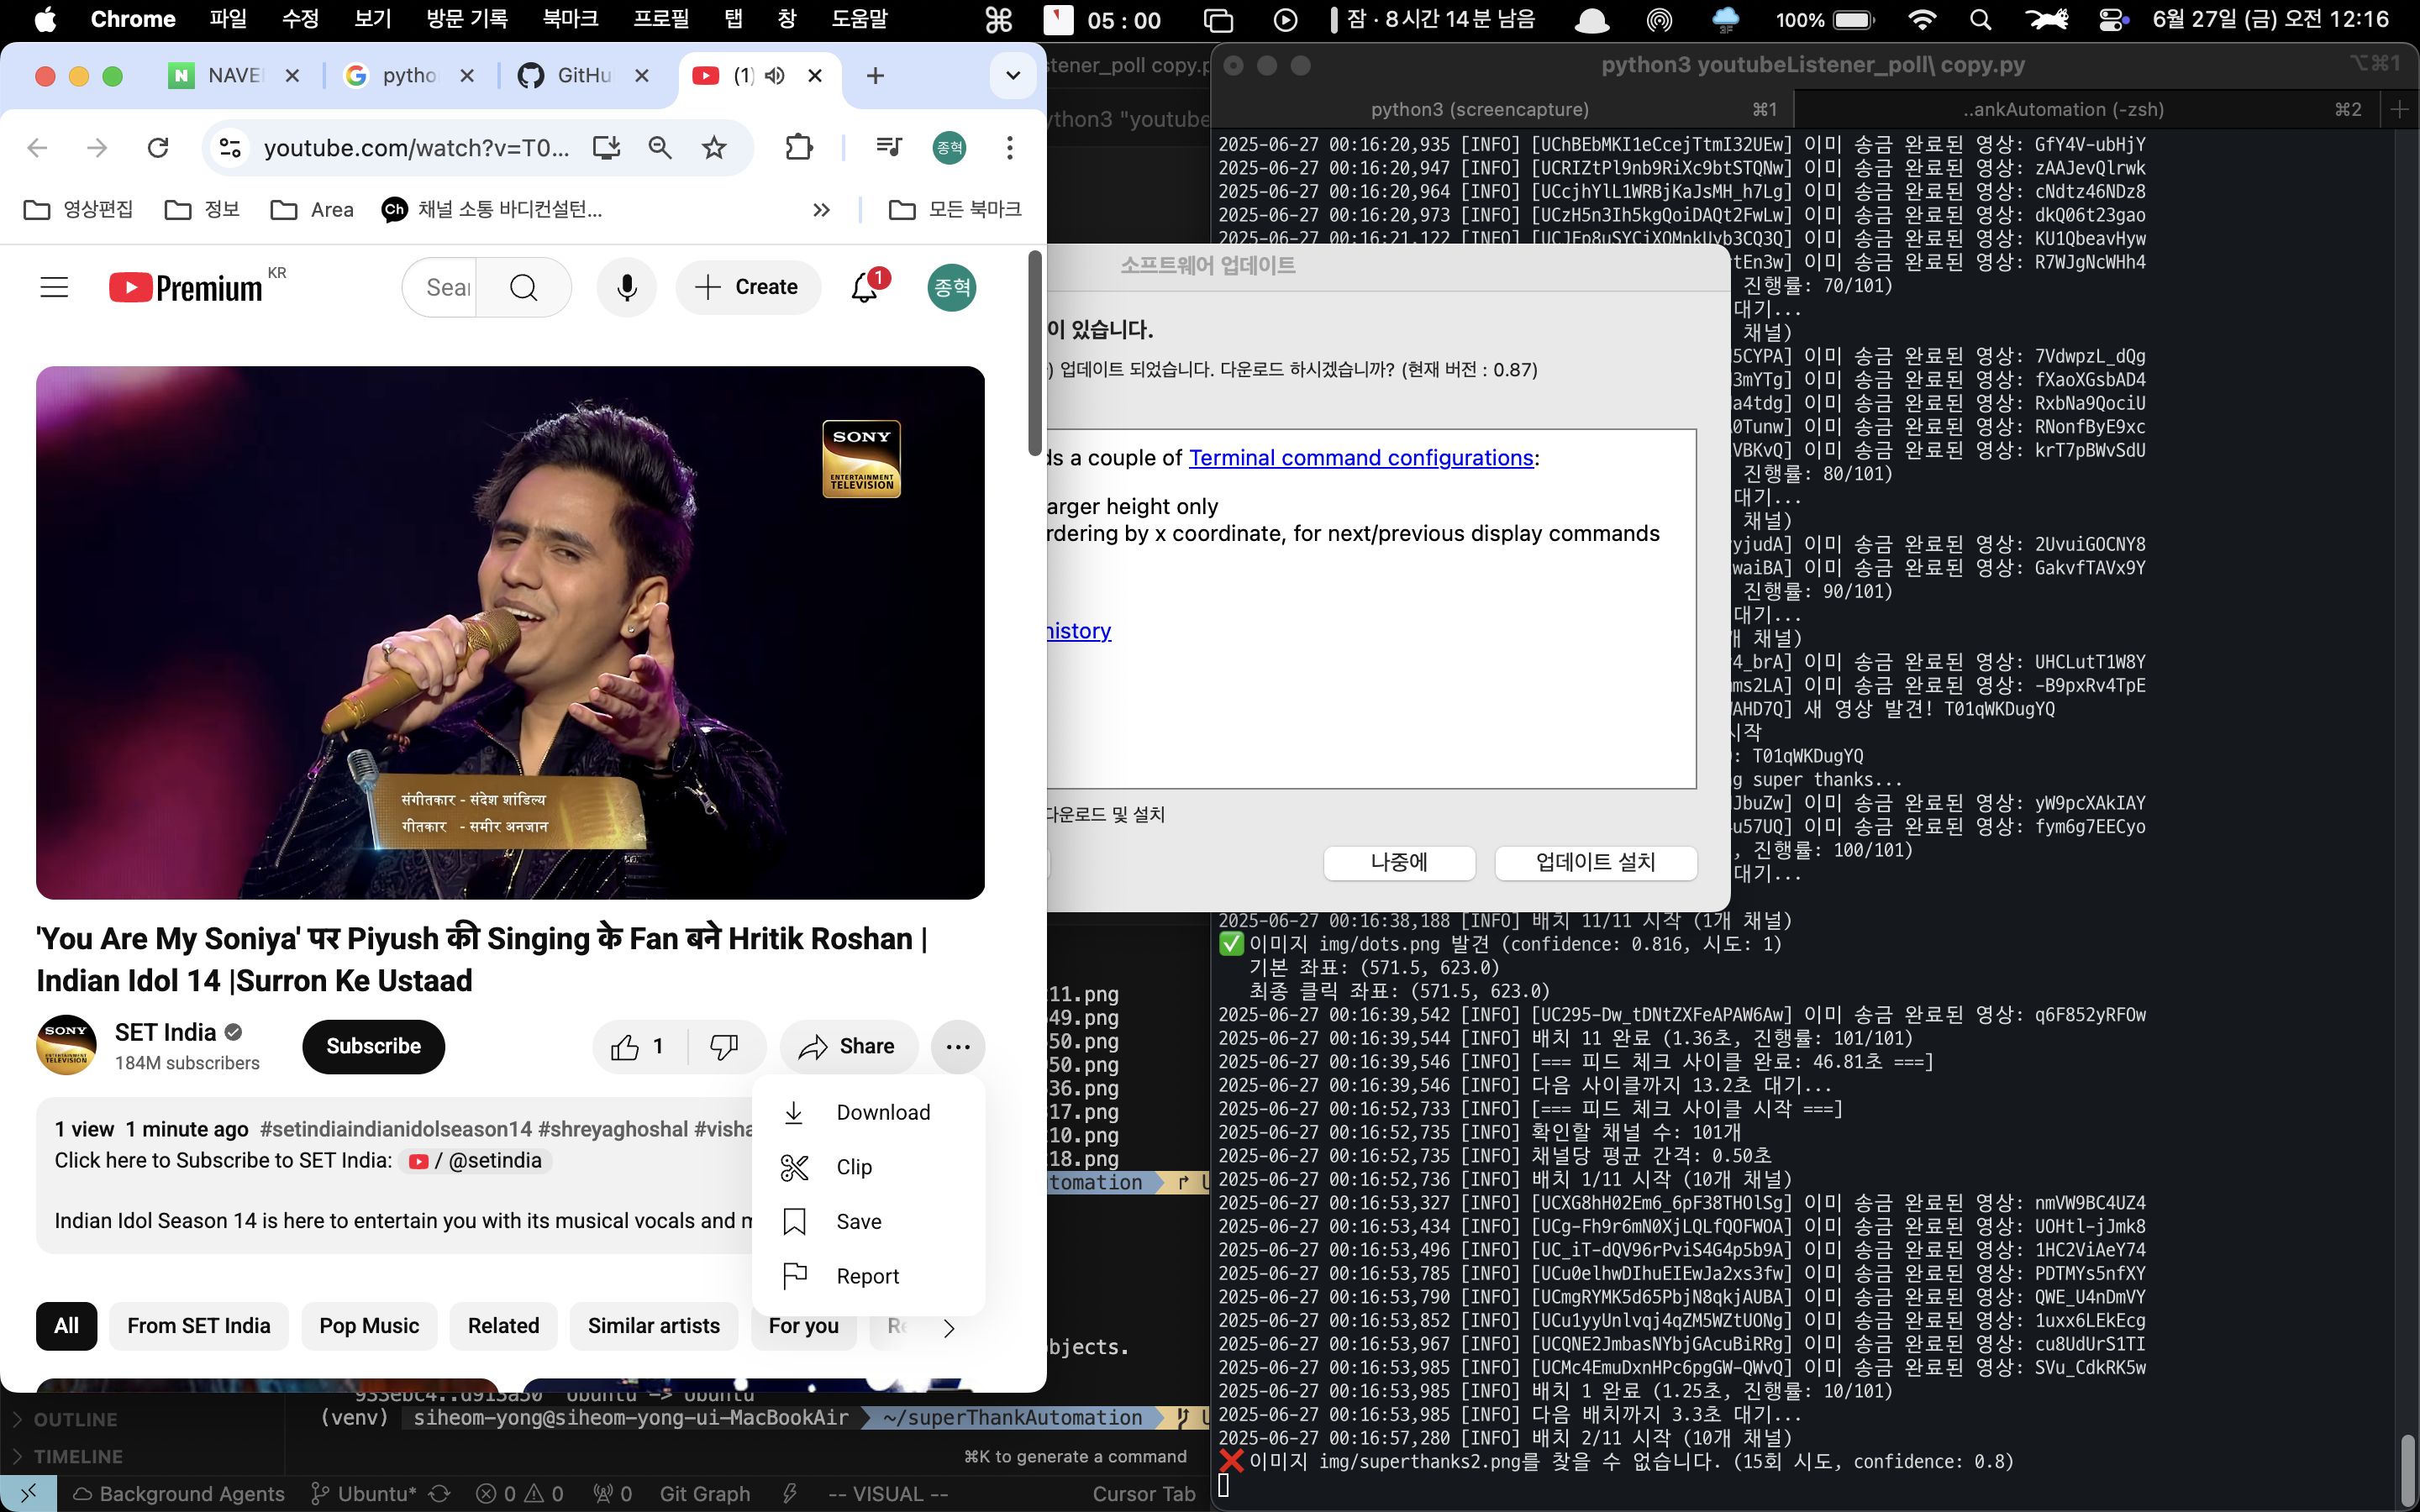 Chrome 파일 수정 보기 방문 기록 북마크 프로필 탭 창 도움말 05 : 00 잠 · 8시간 14분 남음 3F 100% 6월 27일 (금) 오전 12:16
NAVE pytho GitHu (1)
youtube.com/watch?v=T0... 종혁
영상편집 정보 Area Ch 채널 소통 바디컨설턴... 모든 북마크
Premium KR Sear Create 1 종혁
SONY
ENTERTAINMENT
TELEVISION
संगीतकार - संदेश शांडिल्य
गीतकार - समीर अनजान
'You Are My Soniya' पर Piyush की Singing के Fan बने Hritik Roshan |
Indian Idol 14 |Surron Ke Ustaad
SONY
ENTERTAINMENT
TELEVISION
SET India
184M subscribers
Subscribe
1
Share
Download
Clip
Save
Report
1 view 1 minute ago #setindiaindianidolseason14 #shreyaghoshal #visha
Click here to Subscribe to SET India: / @setindia
Indian Idol Season 14 is here to entertain you with its musical vocals and m
All From SET India Pop Music Related Similar artists For you Re
stener_poll copy.p
ython3 "youtube
소프트웨어 업데이트
이 있습니다.
) 업데이트 되었습니다. 다운로드 하시겠습니까? (현재 버전 : 0.87)
ds a couple of Terminal command configurations:
arger height only
rdering by x coordinate, for next/previous display commands
history
다운로드 및 설치
나중에 업데이트 설치
11.png
49.png
50.png
50.png
36.png
17.png
10.png
18.png
tomation
bjects.
933ebc4..d913a50 Ubuntu -> Ubuntu
(venv) siheom-yong@siheom-yong-ui-MacBookAir ~/superThankAutomation
⌘K to generate a command
OUTLINE
TIMELINE
Background Agents Ubuntu* 0 0 0 Git Graph -- VISUAL -- Cursor Tab
python3 youtubeListener_poll\ copy.py ⌥⌘1
python3 (screencapture) ⌘1 ..ankAutomation (-zsh) ⌘2
2025-06-27 00:16:20,935 [INFO] [UChBEbMKI1eCcejTtmI32UEw] 이미 송금 완료된 영상: GfY4V-ubHjY
2025-06-27 00:16:20,947 [INFO] [UCRIZtPl9nb9RiXc9btSTQNw] 이미 송금 완료된 영상: zAAJevQlrwk
2025-06-27 00:16:20,964 [INFO] [UCcjhYlL1WRBjKaJsMH_h7Lg] 이미 송금 완료된 영상: cNdtz46NDz8
2025-06-27 00:16:20,973 [INFO] [UCzH5n3Ih5kgQoiDAQt2FwLw] 이미 송금 완료된 영상: dkQ06t23gao
2025-06-27 00:16:21,122 [INFO] [UCJFp8uSYCjXOMnkUyb3CQ3Q] 이미 송금 완료된 영상: KU1QbeavHyw
tEn3w] 이미 송금 완료된 영상: R7WJgNcWHh4
진행률: 70/101)
대기...
채널)
5CYPA] 이미 송금 완료된 영상: 7VdwpzL_dQg
3mYTg] 이미 송금 완료된 영상: fXaoXGsbAD4
a4tdg] 이미 송금 완료된 영상: RxbNa9QociU
0Tunw] 이미 송금 완료된 영상: RNonfByE9xc
VBKvQ] 이미 송금 완료된 영상: krT7pBWvSdU
진행률: 80/101)
대기...
채널)
yjudA] 이미 송금 완료된 영상: 2UvuiGOCNY8
waiBA] 이미 송금 완료된 영상: GakvfTAVx9Y
진행률: 90/101)
대기...
개 채널)
4_brA] 이미 송금 완료된 영상: UHCLutT1W8Y
ms2LA] 이미 송금 완료된 영상: -B9pxRv4TpE
AHD7Q] 새 영상 발견! T01qWKDugYQ
시작
: T01qWKDugYQ
g super thanks...
JbuZw] 이미 송금 완료된 영상: yW9pcXAkIAY
u57UQ] 이미 송금 완료된 영상: fym6g7EECyo
, 진행률: 100/101)
대기...
2025-06-27 00:16:38,188 [INFO] 배치 11/11 시작 (1개 채널)
✅ 이미지 img/dots.png 발견 (confidence: 0.816, 시도: 1)
기본 좌표: (571.5, 623.0)
최종 클릭 좌표: (571.5, 623.0)
2025-06-27 00:16:39,542 [INFO] [UC295-Dw_tDNtZXFeAPAW6Aw] 이미 송금 완료된 영상: q6F852yRFOw
2025-06-27 00:16:39,544 [INFO] 배치 11 완료 (1.36초, 진행률: 101/101)
2025-06-27 00:16:39,546 [INFO] [=== 피드 체크 사이클 완료: 46.81초 ===]
2025-06-27 00:16:39,546 [INFO] 다음 사이클까지 13.2초 대기...
2025-06-27 00:16:52,733 [INFO] [=== 피드 체크 사이클 시작 ===]
2025-06-27 00:16:52,735 [INFO] 확인할 채널 수: 101개
2025-06-27 00:16:52,735 [INFO] 채널당 평균 간격: 0.50초
2025-06-27 00:16:52,736 [INFO] 배치 1/11 시작 (10개 채널)
2025-06-27 00:16:53,327 [INFO] [UCXG8hH02Em6_6pF38THOlSg] 이미 송금 완료된 영상: nmVW9BC4UZ4
2025-06-27 00:16:53,434 [INFO] [UCg-Fh9r6mN0XjLQLfQOFWOA] 이미 송금 완료된 영상: UOHtl-jJmk8
2025-06-27 00:16:53,496 [INFO] [UC_iT-dQV96rPviS4G4p5b9A] 이미 송금 완료된 영상: 1HC2ViAeY74
2025-06-27 00:16:53,785 [INFO] [UCu0elhwDIhuEIEwJa2xs3fw] 이미 송금 완료된 영상: PDTMYs5nfXY
2025-06-27 00:16:53,790 [INFO] [UCmgRYMK5d65PbjN8qkjAUBA] 이미 송금 완료된 영상: QWE_U4nDmVY
2025-06-27 00:16:53,852 [INFO] [UCu1yyUnlvqj4qZM5WZtUONg] 이미 송금 완료된 영상: 1uxx6LEkEcg
2025-06-27 00:16:53,967 [INFO] [UCQNE2JmbasNYbjGAcuBiRRg] 이미 송금 완료된 영상: cu8UdUrS1TI
2025-06-27 00:16:53,985 [INFO] [UCMc4EmuDxnHPc6pgGW-QWvQ] 이미 송금 완료된 영상: SVu_CdkRK5w
2025-06-27 00:16:53,985 [INFO] 배치 1 완료 (1.25초, 진행률: 10/101)
2025-06-27 00:16:53,985 [INFO] 다음 배치까지 3.3초 대기...
2025-06-27 00:16:57,280 [INFO] 배치 2/11 시작 (10개 채널)
❌ 이미지 img/superthanks2.png를 찾을 수 없습니다. (15회 시도, confidence: 0.8)